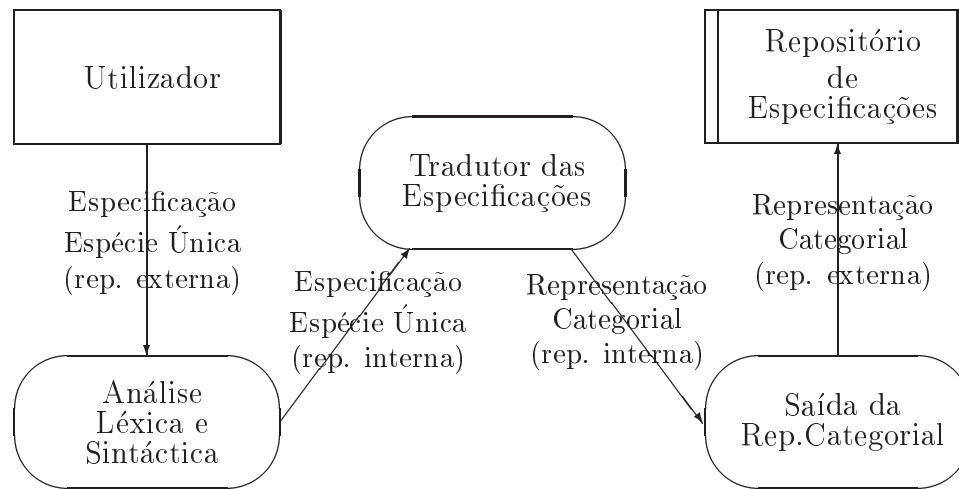 Utilizador
Especificação
Espécie Única
(rep. externa)
Análise
Léxica e
Sintáctica
Especificação
Espécie Única
(rep. interna)
Tradutor das
Especificações
Representação
Categorial
(rep. interna)
Saída da
Rep.Categorial
Representação
Categorial
(rep. externa)
Repositório
de
Especificações